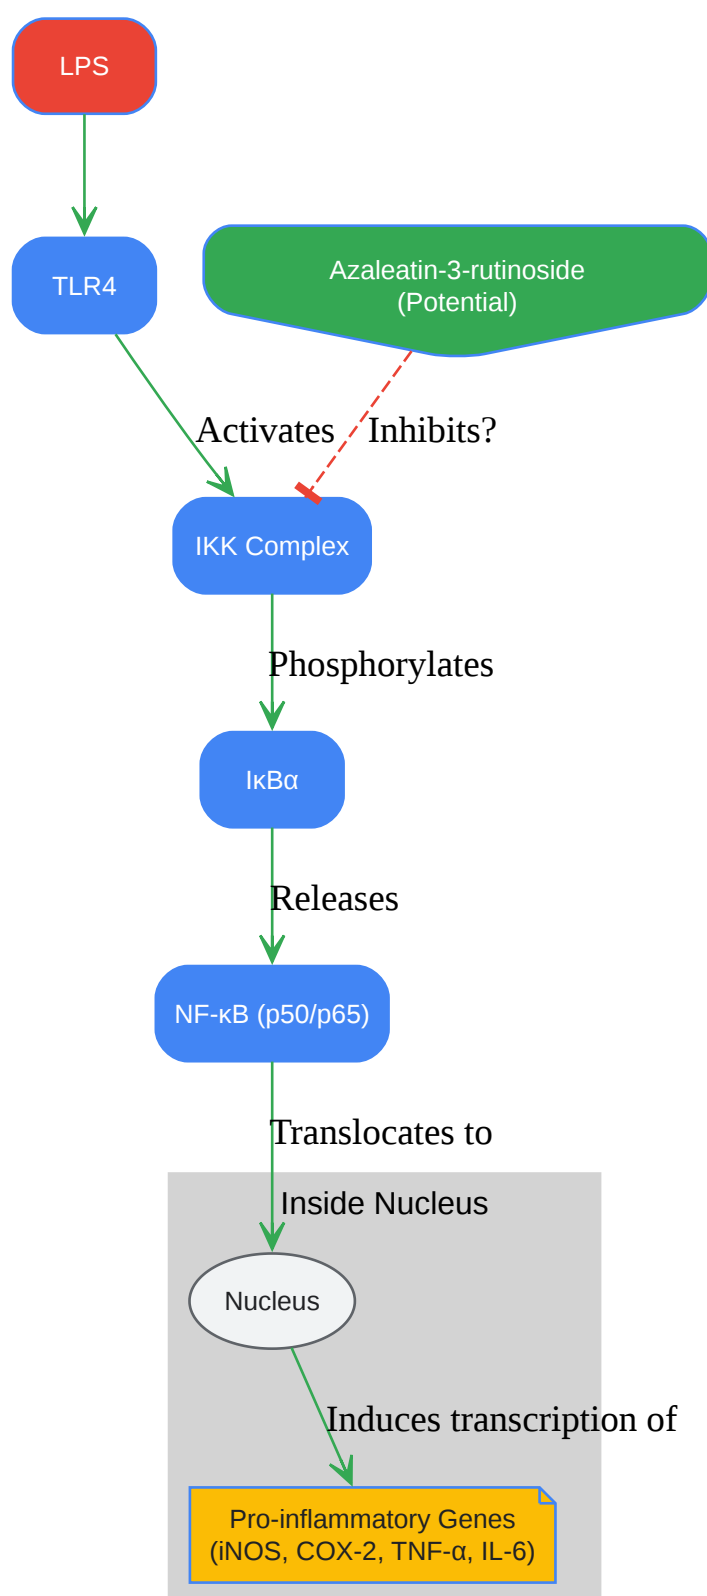 LPS
TLR4
Azaleatin-3-rutinoside
(Potential)
Activates
Inhibits?
IKK Complex
Phosphorylates
IκBα
Releases
NF-κB (p50/p65)
Translocates to
Inside Nucleus
Nucleus
Induces transcription of
Pro-inflammatory Genes
(iNOS, COX-2, TNF-α, IL-6)